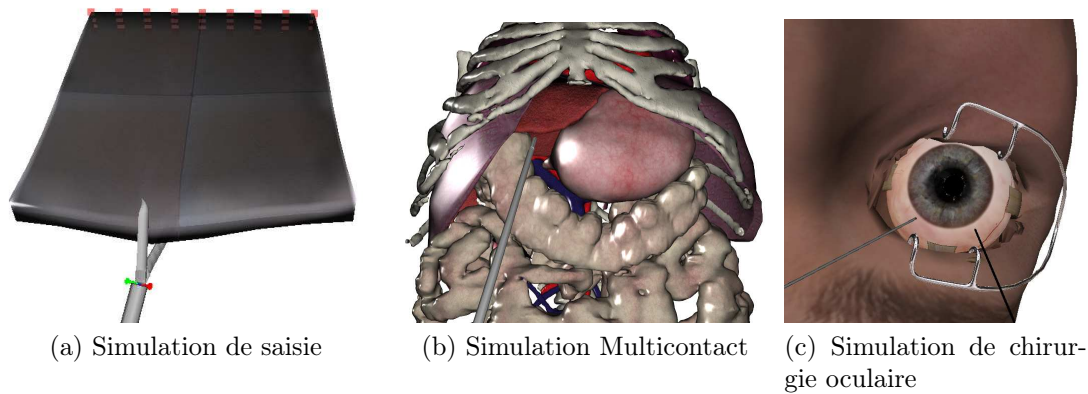 (a) Simulation de saisie
(b) Simulation Multicontact
(c) Simulation de chirur-
gie oculaire